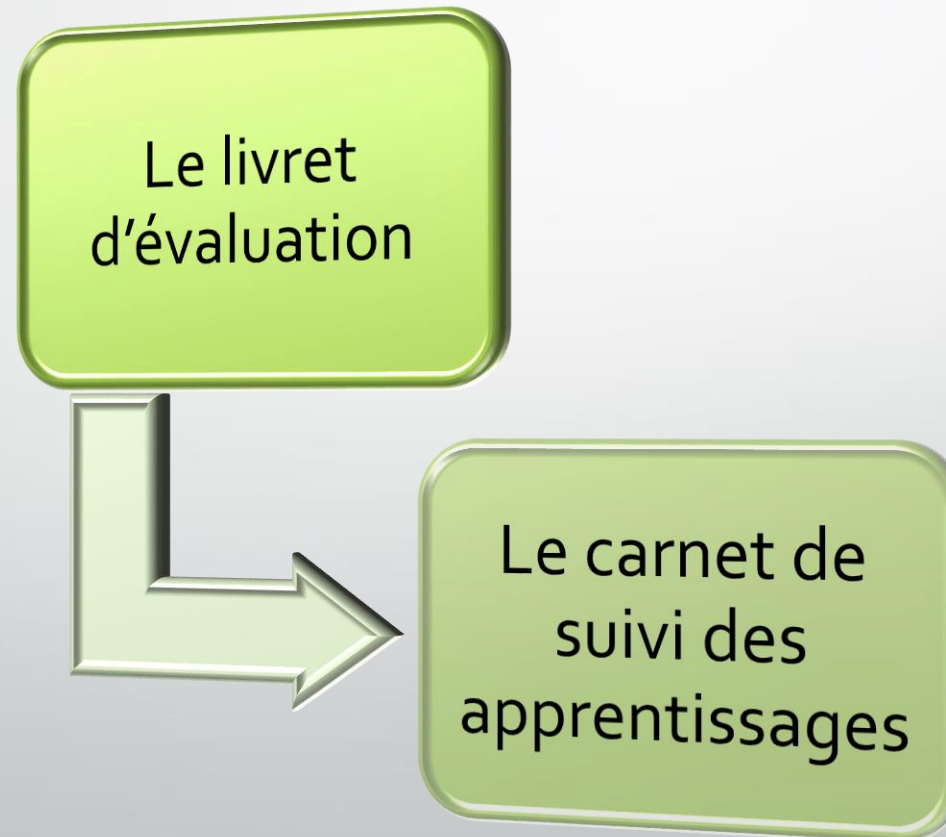 Le livret
d’évaluation
Le carnet de
suivi des
apprentissages